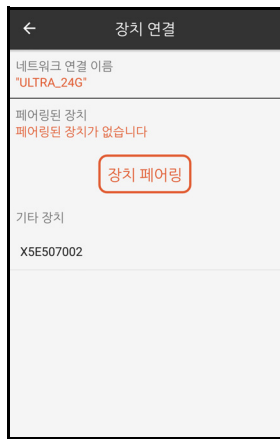 장치 연결
네트워크 연결 이름
"ULTRA_24G"
페어링된 장치
페어링된 장치가 없습니다
장치 페어링
기타 장치
X5E507002